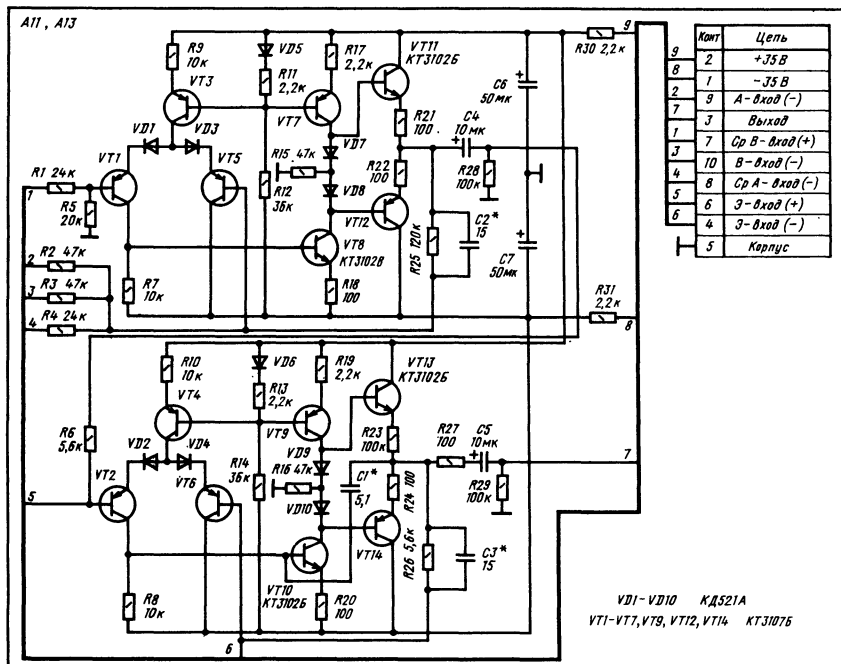 А11, А13
R9
10к
VD5
R17
2,2к
VT11
КТ3102Б
9
R30 2,2к
R11
2,2к
VT3
VT7
C6
50мк
VD1
VD3
R21
100
C4
10мк
VT1
VT5
VD7
R15 47к
R1 24к
1
R5
20к
R12
36к
VD8
R22
100
R28
100к
VT12
C2*
15
R2 47к
2
VT8
КТ3102В
R25 120к
C7
50мк
R3 47к
3
R7
10к
R18
100
R31
2,2к
R4 24к
4
8
R10
10к
VD6
R19
2,2к
VT13
КТ3102Б
R13
2,2к
VT4
VT9
R6
5,6к
VD2
VD4
R23
100к
R27
100
C5
10мк
VD9
7
VT2
VT6
R14
36к
R16 47к
C1*
5,1
R24 100
R29
100к
5
VD10
VT14
R26 5,6к
C3*
15
VT10
КТ3102Б
R8
10к
R20
100
6
VD1-VD10 КД521А
VT1-VT7, VT9, VT12, VT14 КТ3107Б
Конт Цепь
9 2 +35 В
8 1 -35 В
2 9 А-вход (-)
7 3 Выход
1 7 Ср В-вход (+)
3 10 В-вход (-)
4 8 Ср А-вход (-)
5 6 Э-вход (+)
6 4 Э-вход (-)
5 Корпус